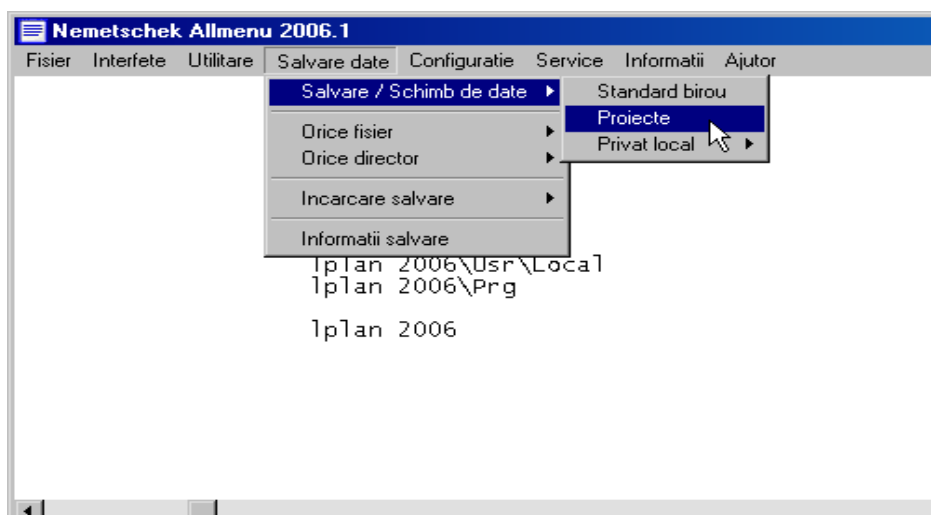 Nemetschek Allmenu 2006.1
Fisier Interfete Utilitare Salvare date Configuratie Service Informatii Ajutor
Salvare / Schimb de date
Standard birou
Proiecte
Privat local
Orice fisier
Orice director
Incarcare salvare
Informatii salvare
lplan 2006\Usr\Local
lplan 2006\Prg
lplan 2006